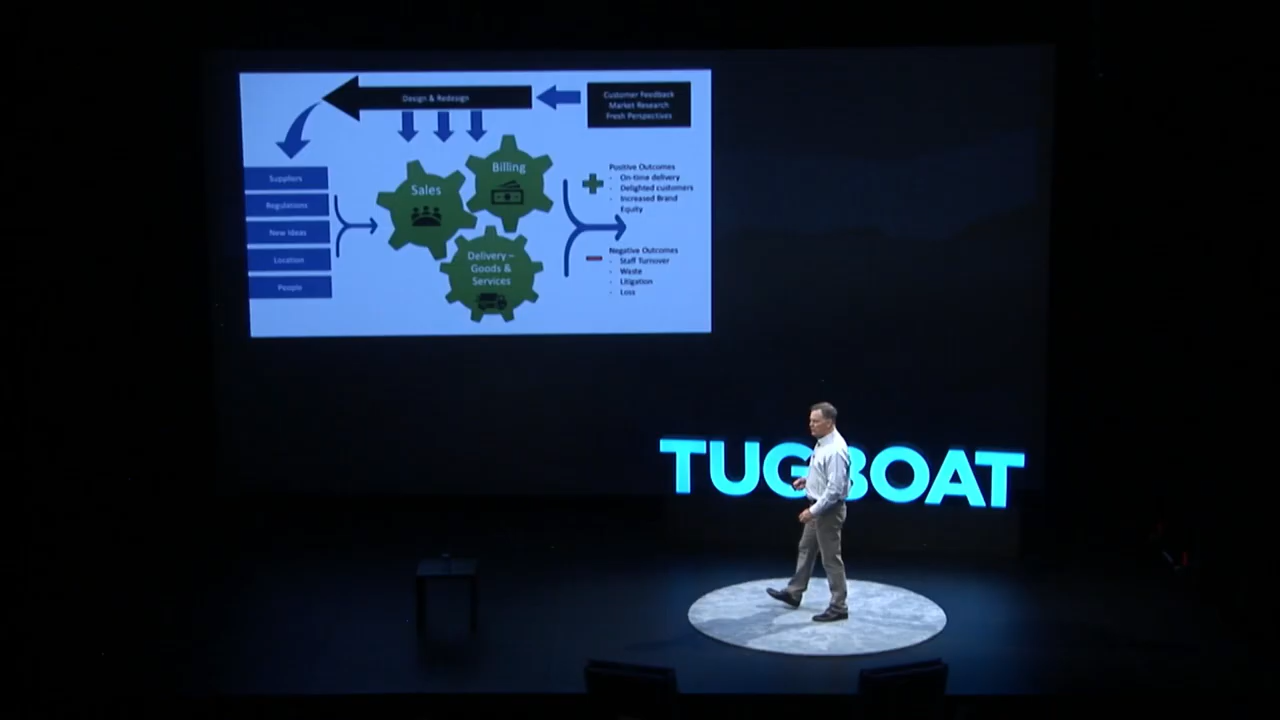 Design & Redesign
Customer Feedback
Market Research
Fresh Perspectives
Suppliers
Regulations
New Ideas
Location
People
Sales
Billing
Delivery –
Goods &
Services
Positive Outcomes
- On-time delivery
- Delighted customers
- Increased Brand
Equity
Negative Outcomes
- Staff Turnover
- Waste
- Litigation
- Loss
TUGBOAT